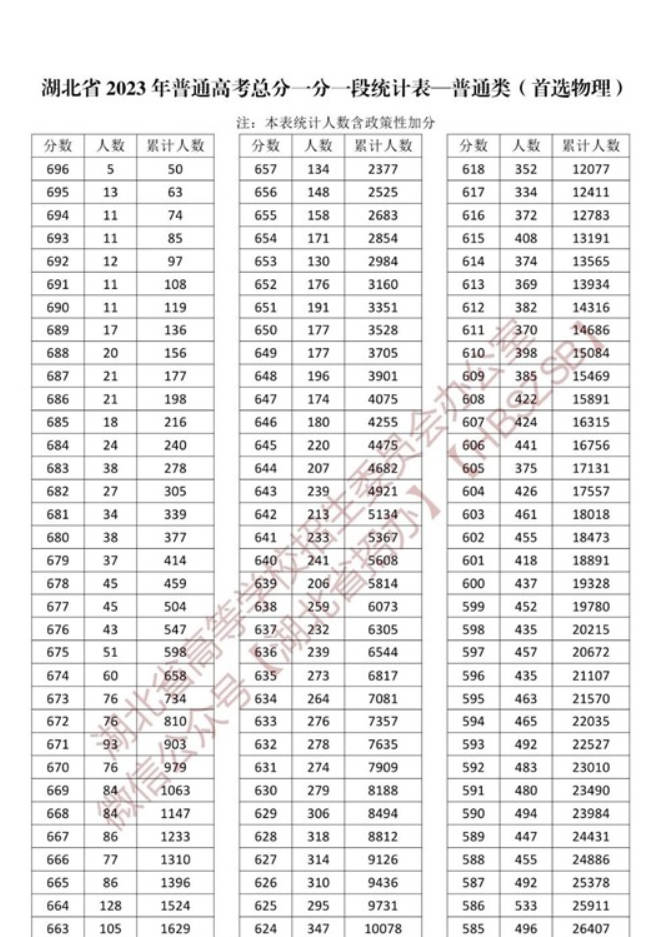 湖北省 2023 年普通高考总分一分一段统计表—普通类（首选物理）
注：本表统计人数含政策性加分
分数 人数 累计人数 分数 人数 累计人数 分数 人数 累计人数
696 5 50 657 134 2377 618 352 12077
695 13 63 656 148 2525 617 334 12411
694 11 74 655 158 2683 616 372 12783
693 11 85 654 171 2854 615 408 13191
692 12 97 653 130 2984 614 374 13565
691 11 108 652 176 3160 613 369 13934
690 11 119 651 191 3351 612 382 14316
689 17 136 650 177 3528 611 370 14686
688 20 156 649 177 3705 610 398 15084
687 21 177 648 196 3901 609 385 15469
686 21 198 647 174 4075 608 422 15891
685 18 216 646 180 4255 607 424 16315
684 24 240 645 220 4475 606 441 16756
683 38 278 644 207 4682 605 375 17131
682 27 305 643 239 4921 604 426 17557
681 34 339 642 213 5134 603 461 18018
680 38 377 641 233 5367 602 455 18473
679 37 414 640 241 5608 601 418 18891
678 45 459 639 206 5814 600 437 19328
677 45 504 638 259 6073 599 452 19780
676 43 547 637 232 6305 598 435 20215
675 51 598 636 239 6544 597 457 20672
674 60 658 635 273 6817 596 435 21107
673 76 734 634 264 7081 595 463 21570
672 76 810 633 276 7357 594 465 22035
671 93 903 632 278 7635 593 492 22527
670 76 979 631 274 7909 592 483 23010
669 84 1063 630 279 8188 591 480 23490
668 84 1147 629 306 8494 590 494 23984
667 86 1233 628 318 8812 589 447 24431
666 77 1310 627 314 9126 588 455 24886
665 86 1396 626 310 9436 587 492 25378
664 128 1524 625 295 9731 586 533 25911
663 105 1629 624 347 10078 585 496 26407
湖北省高等学校招生委员会办公室
微信公众号【湖北省招办】【HBSZSB】